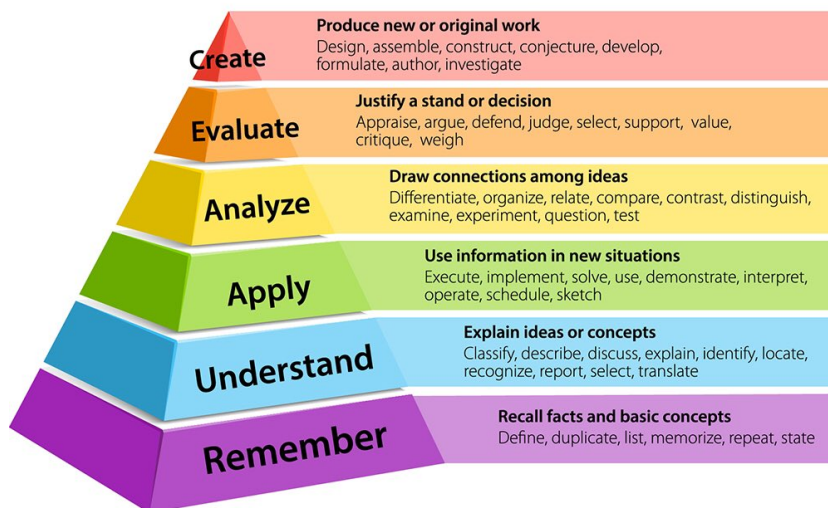 Create
Produce new or original work
Design, assemble, construct, conjecture, develop,
formulate, author, investigate
Evaluate
Justify a stand or decision
Appraise, argue, defend, judge, select, support, value,
critique, weigh
Analyze
Draw connections among ideas
Differentiate, organize, relate, compare, contrast, distinguish,
examine, experiment, question, test
Apply
Use information in new situations
Execute, implement, solve, use, demonstrate, interpret,
operate, schedule, sketch
Understand
Explain ideas or concepts
Classify, describe, discuss, explain, identify, locate,
recognize, report, select, translate
Remember
Recall facts and basic concepts
Define, duplicate, list, memorize, repeat, state